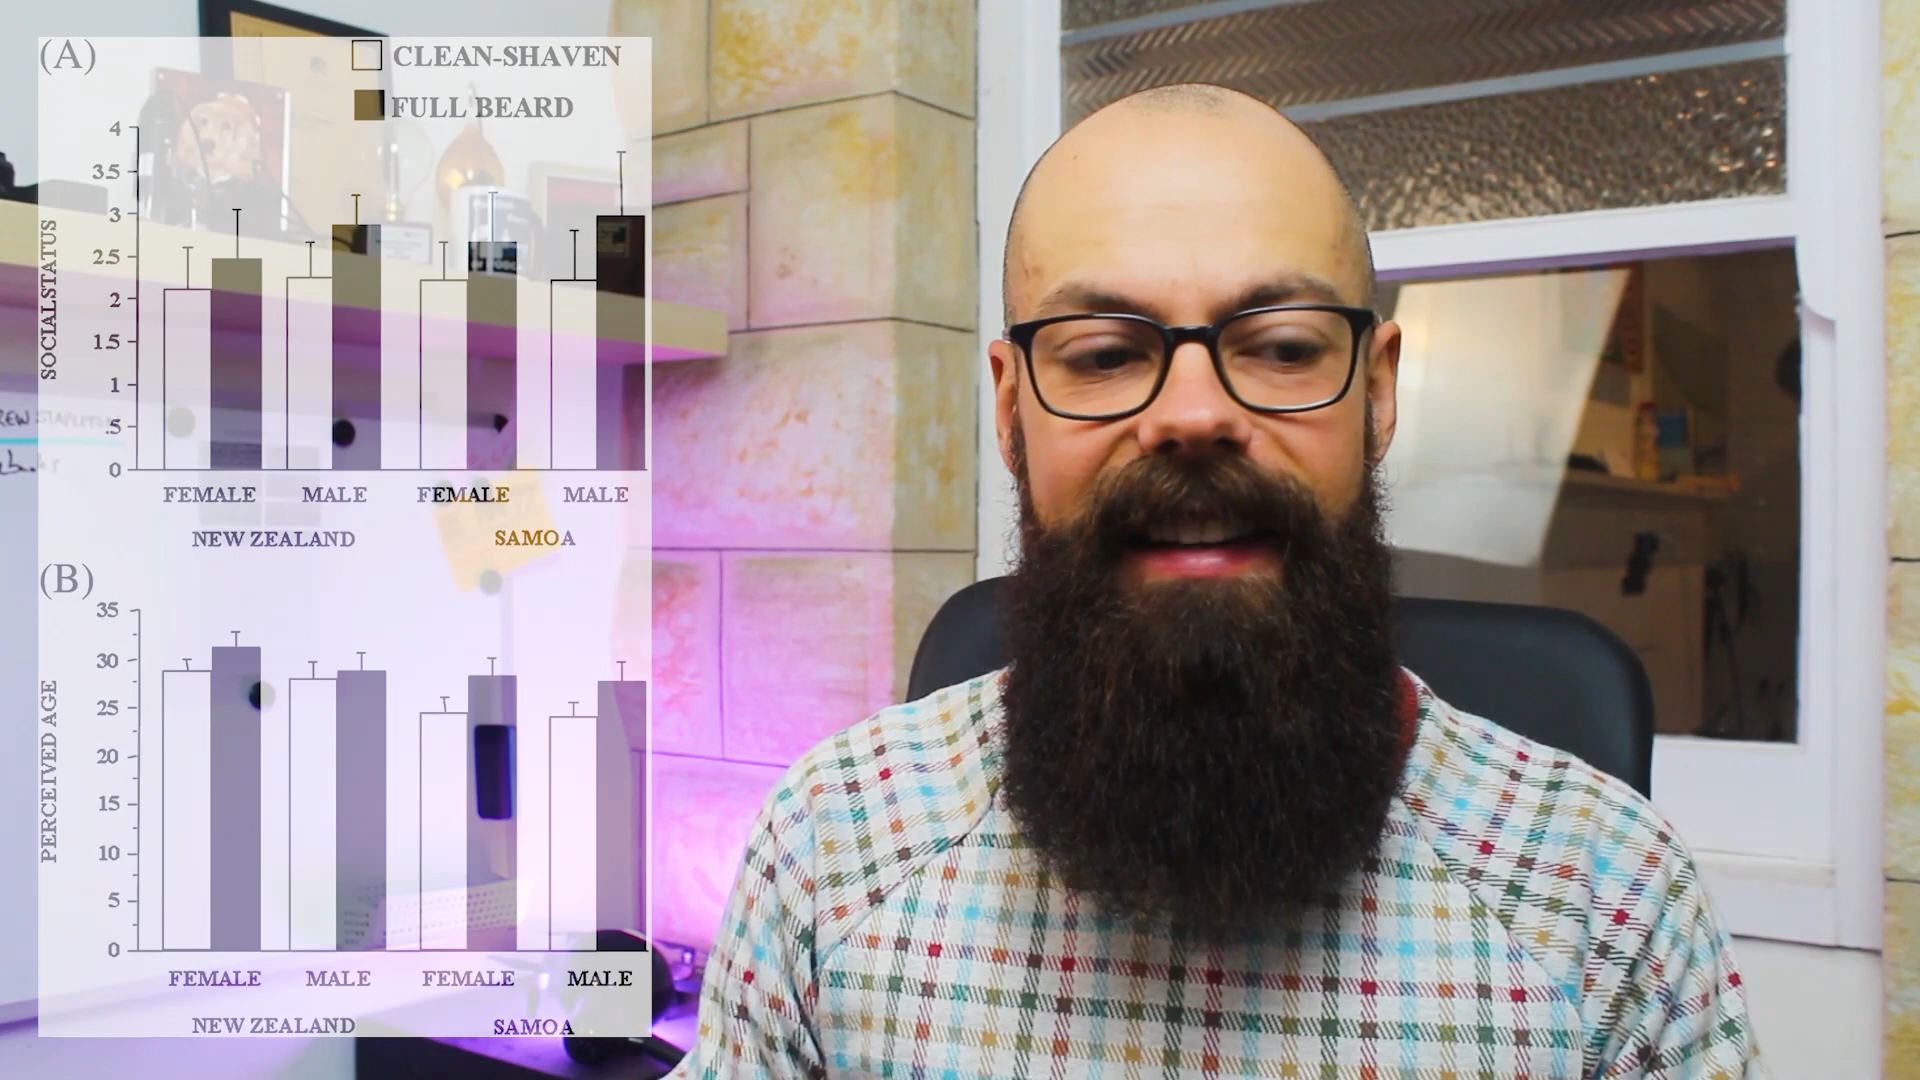 (A)
CLEAN-SHAVEN
FULL BEARD
SOCIALSTATUS
4
3.5
3
2.5
2
1.5
1
.5
0
FEMALE MALE FEMALE MALE
NEW ZEALAND SAMOA
(B)
PERCEIVED AGE
35
30
25
20
15
10
5
0
FEMALE MALE FEMALE MALE
NEW ZEALAND SAMOA